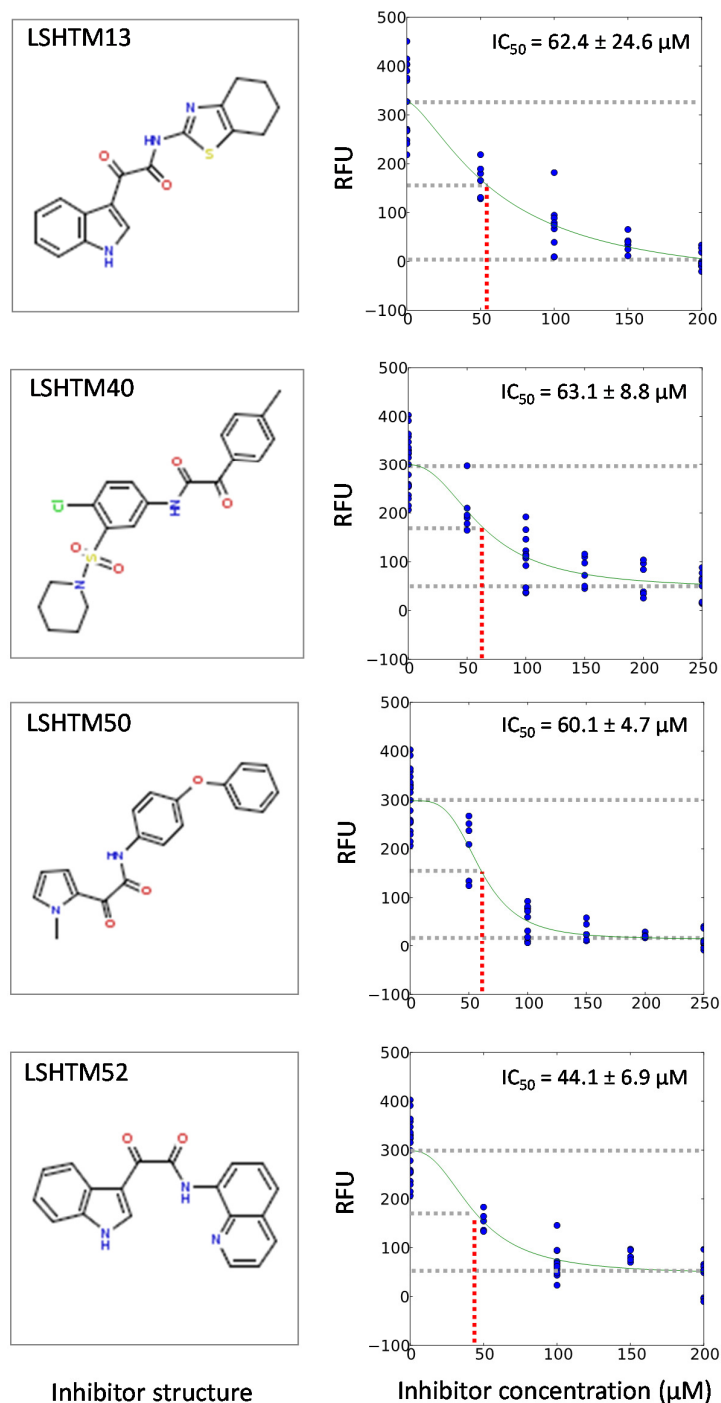 LSHTM13
N
HN
S
O
O
N
H
IC50 = 62.4 ± 24.6 µM
RFU
500
400
300
200
100
0
−100
0 50 100 150 200
LSHTM40
O
Cl
N
H
O
O
S
O
N
IC50 = 63.1 ± 8.8 µM
RFU
500
400
300
200
100
0
−100
0 50 100 150 200 250
LSHTM50
O
HN
O
N
O
IC50 = 60.1 ± 4.7 µM
RFU
500
400
300
200
100
0
−100
0 50 100 150 200 250
LSHTM52
O O
N
H
N
H
N
IC50 = 44.1 ± 6.9 µM
RFU
500
400
300
200
100
0
−100
0 50 100 150 200
Inhibitor structure
Inhibitor concentration (µM)